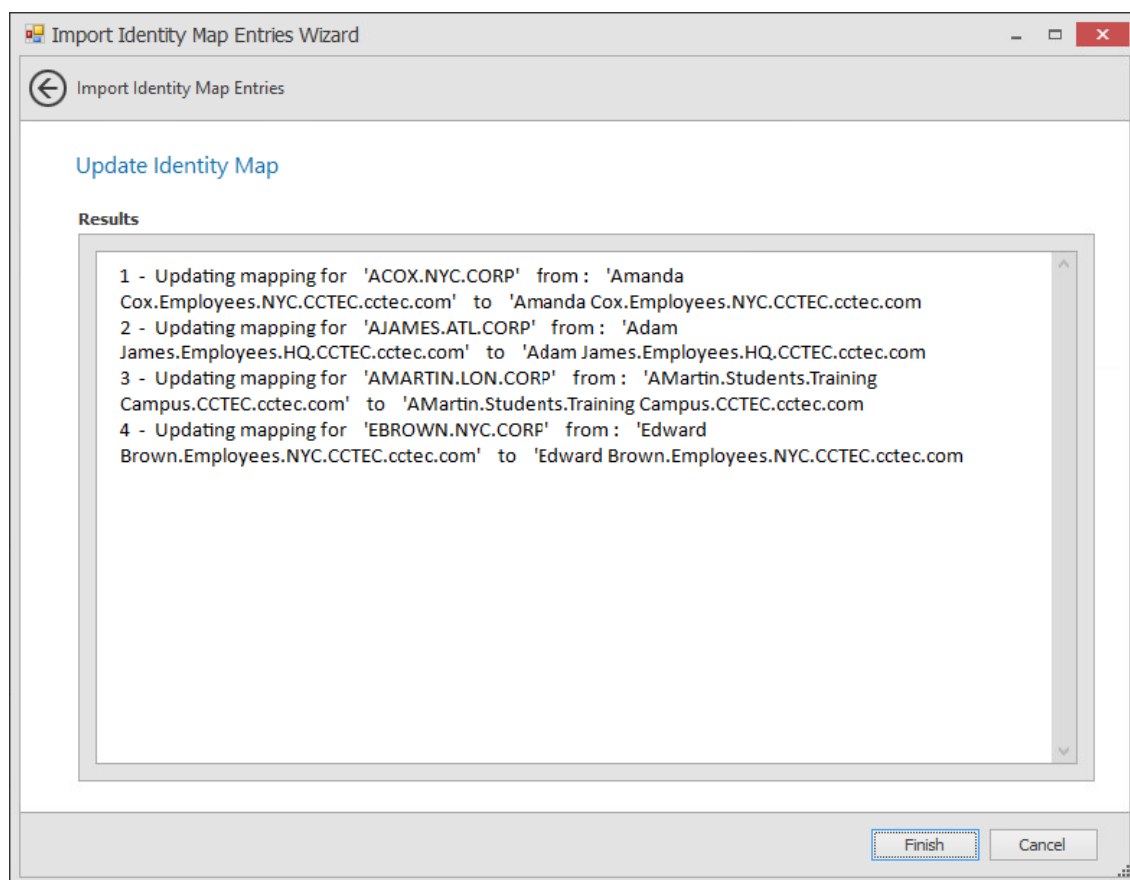 Import Identity Map Entries Wizard
Import Identity Map Entries
Update Identity Map
Results
1 - Updating mapping for 'ACOX.NYC.CORP' from : 'Amanda
Cox.Employees.NYC.CCTEC.cctec.com' to 'Amanda Cox.Employees.NYC.CCTEC.cctec.com
2 - Updating mapping for 'AJAMES.ATL.CORP' from : 'Adam
James.Employees.HQ.CCTEC.cctec.com' to 'Adam James.Employees.HQ.CCTEC.cctec.com
3 - Updating mapping for 'AMARTIN.LON.CORP' from : 'AMartin.Students.Training
Campus.CCTEC.cctec.com' to 'AMartin.Students.Training Campus.CCTEC.cctec.com
4 - Updating mapping for 'EBROWN.NYC.CORP' from : 'Edward
Brown.Employees.NYC.CCTEC.cctec.com' to 'Edward Brown.Employees.NYC.CCTEC.cctec.com
Finish Cancel